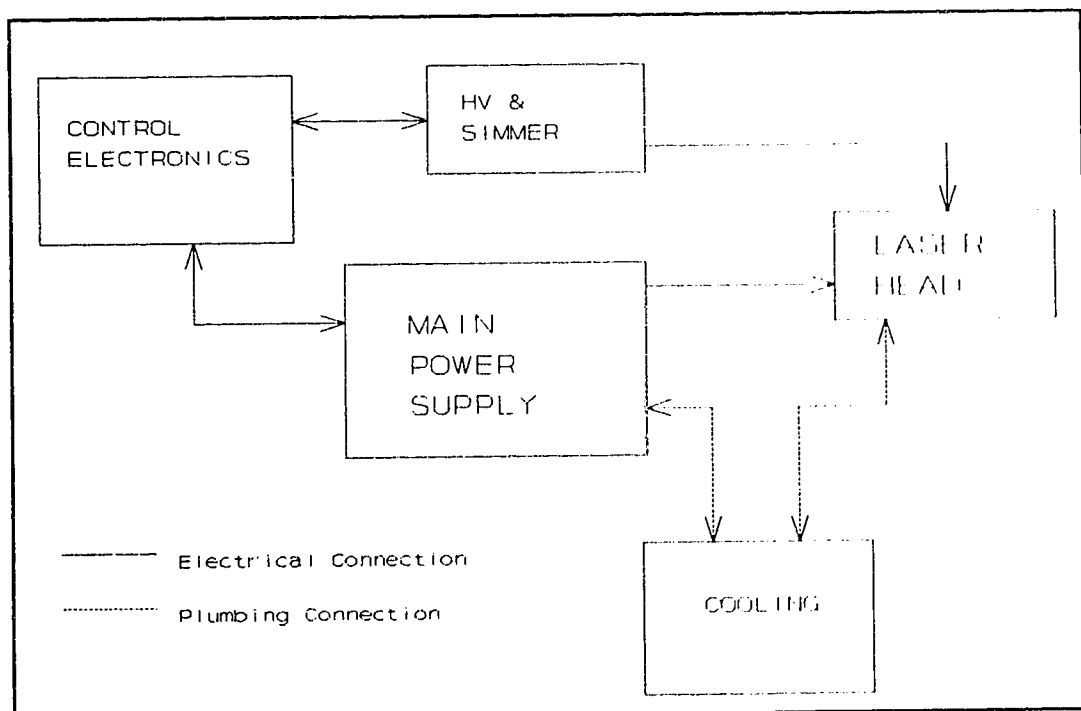 CONTROL
ELECTRONICS
HV &
SIMMER
LASER
HEAD
MAIN
POWER
SUPPLY
Electrical Connection
Plumbing Connection
COOLING